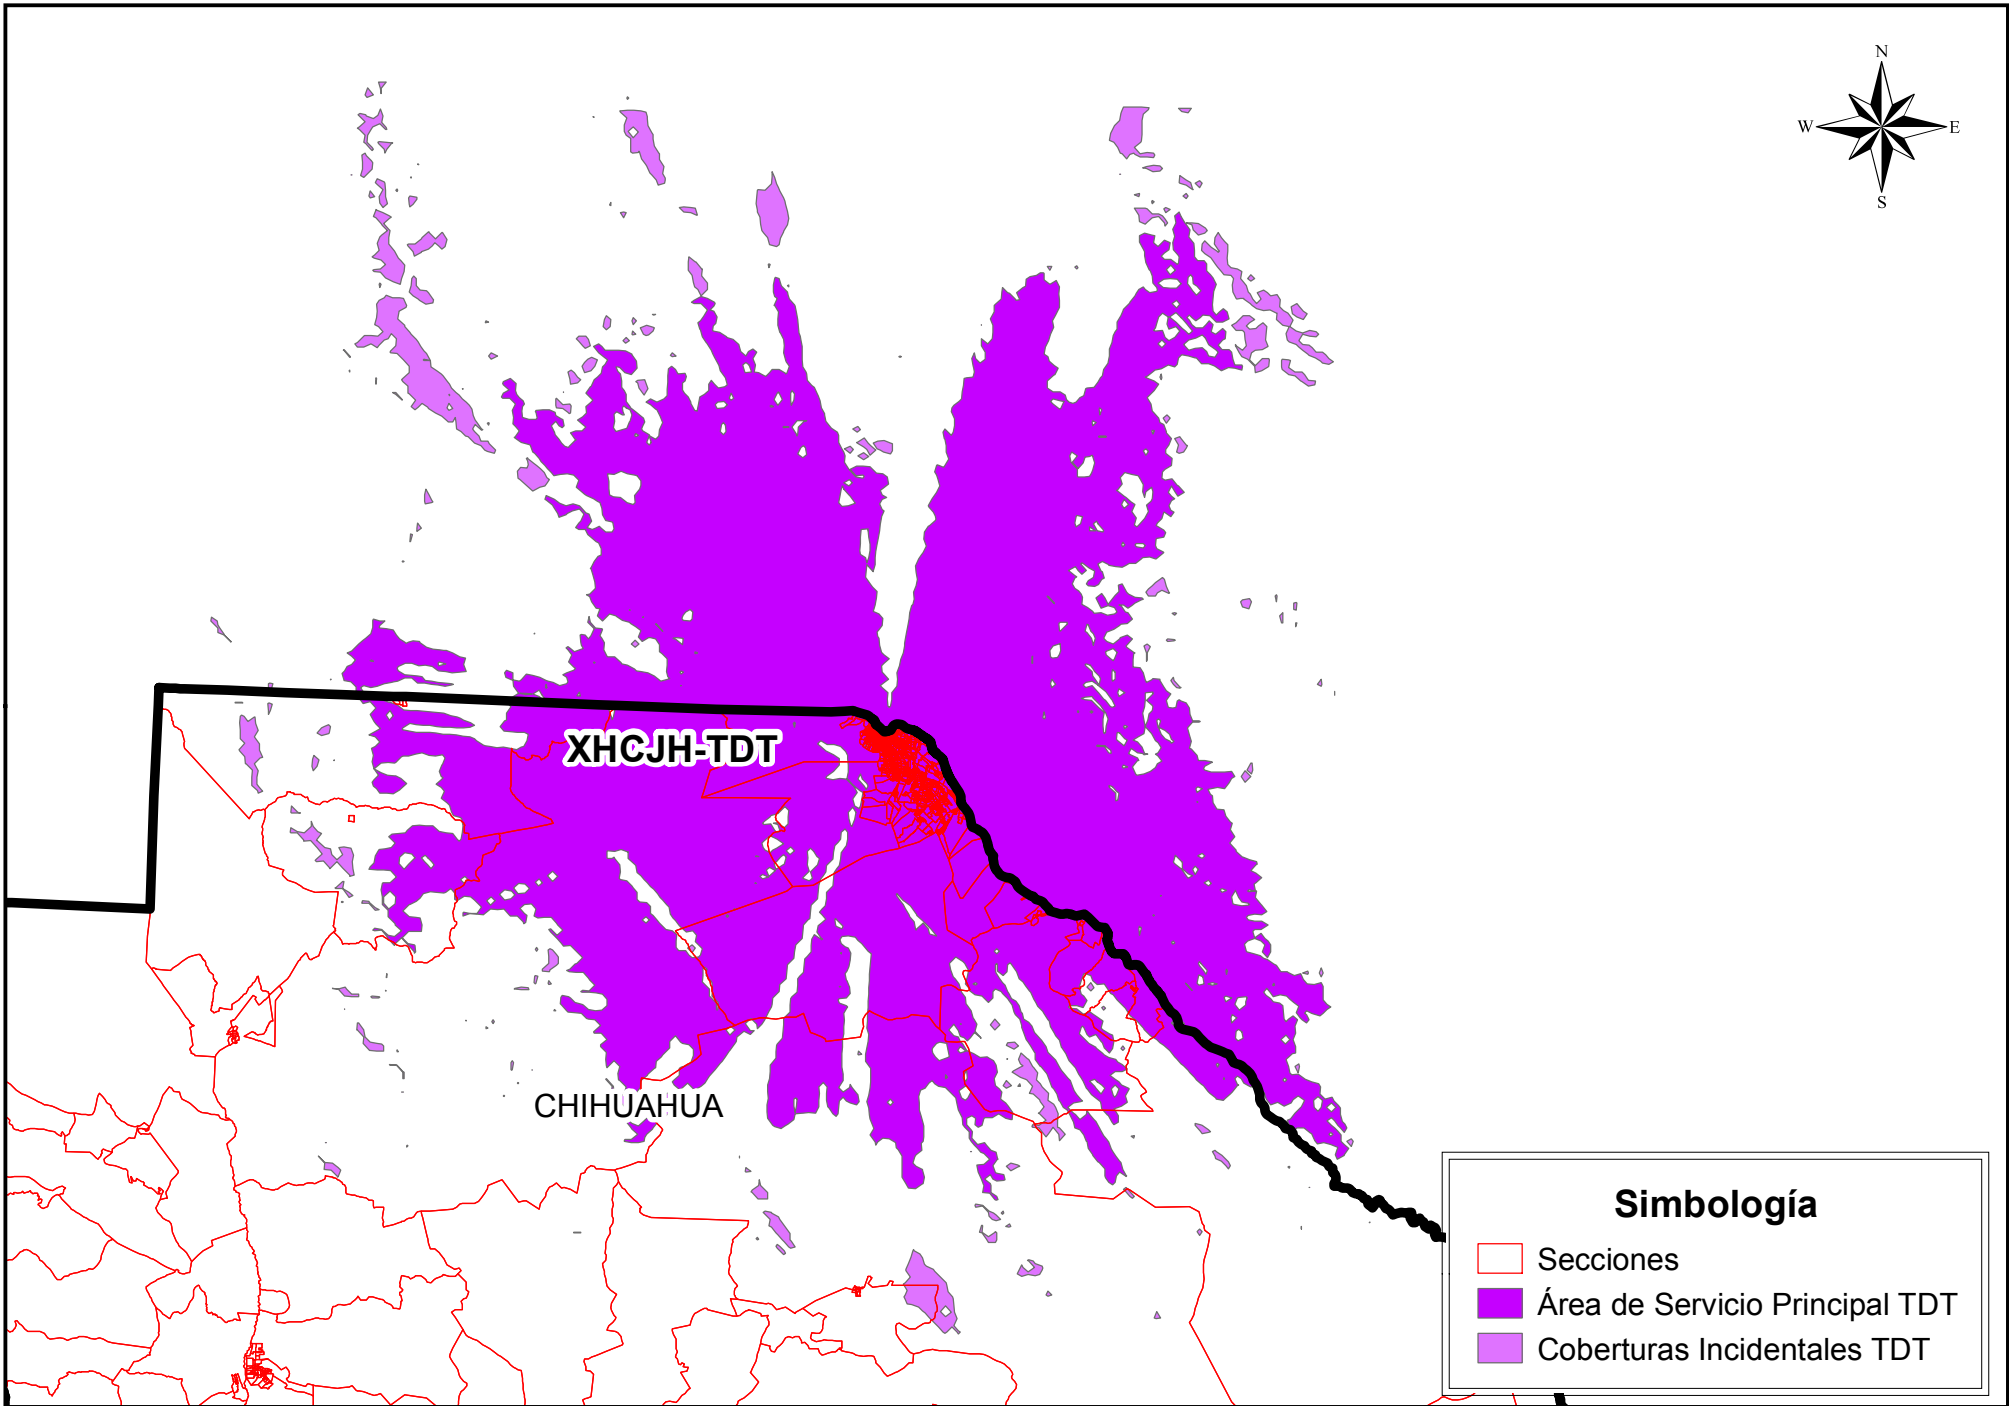 N
W E
S
XHCJH-TDT
CHIHUAHUA
Simbología
Secciones
Área de Servicio Principal TDT
Coberturas Incidentales TDT